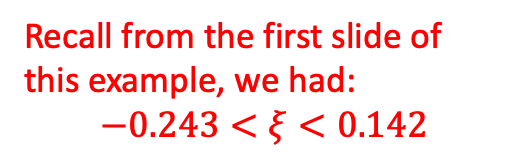 Recall from the first slide of
this example, we had:
−0.243 < ξ < 0.142